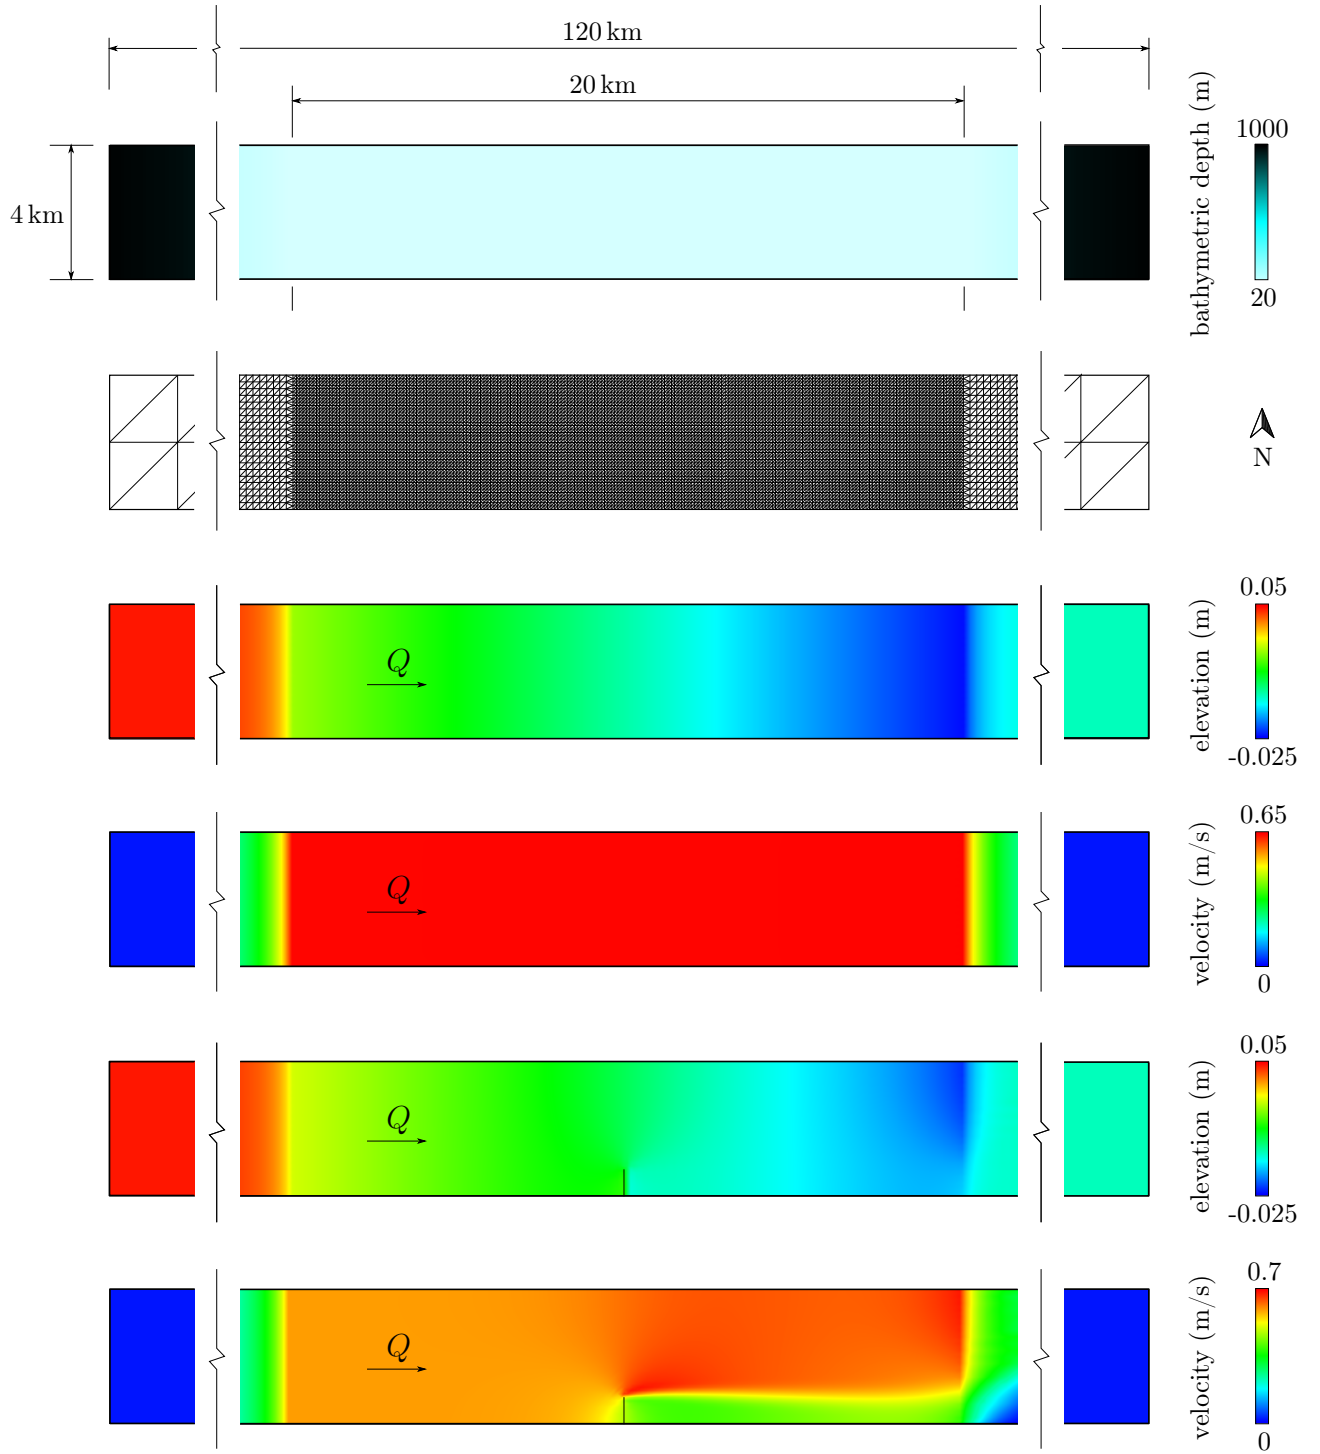 120 km
20 km
4 km
bathymetric depth (m)
1000
20
N
Q
elevation (m)
0.05
-0.025
Q
velocity (m/s)
0.65
0
Q
elevation (m)
0.05
-0.025
Q
velocity (m/s)
0.7
0